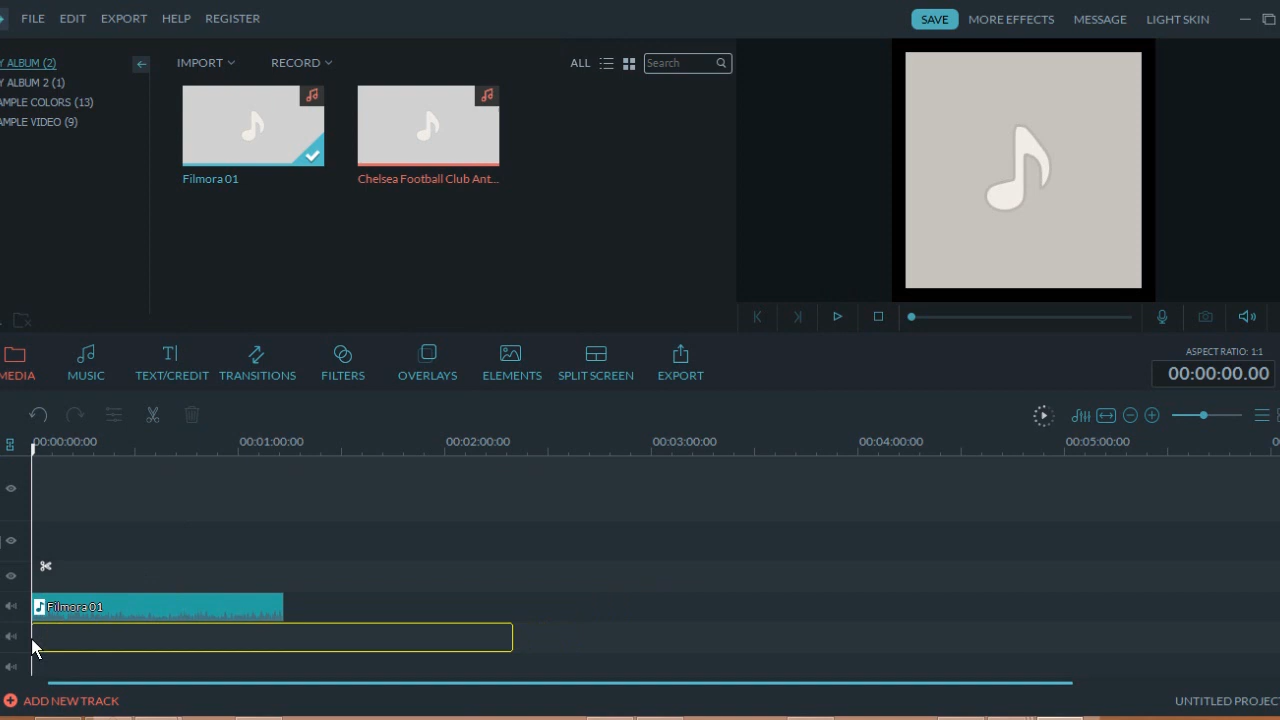 FILE EDIT EXPORT HELP REGISTER SAVE MORE EFFECTS MESSAGE LIGHT SKIN
Y ALBUM (2)
Y ALBUM 2 (1)
AMPLE COLORS (13)
AMPLE VIDEO (9)
IMPORT RECORD ALL Search
Filmora 01 Chelsea Football Club Ant...
MEDIA MUSIC TEXT/CREDIT TRANSITIONS FILTERS OVERLAYS ELEMENTS SPLIT SCREEN EXPORT
ASPECT RATIO: 1:1
00:00:00.00
00:00:00:00 00:01:00:00 00:02:00:00 00:03:00:00 00:04:00:00 00:05:00:00
Filmora 01
ADD NEW TRACK UNTITLED PROJEC